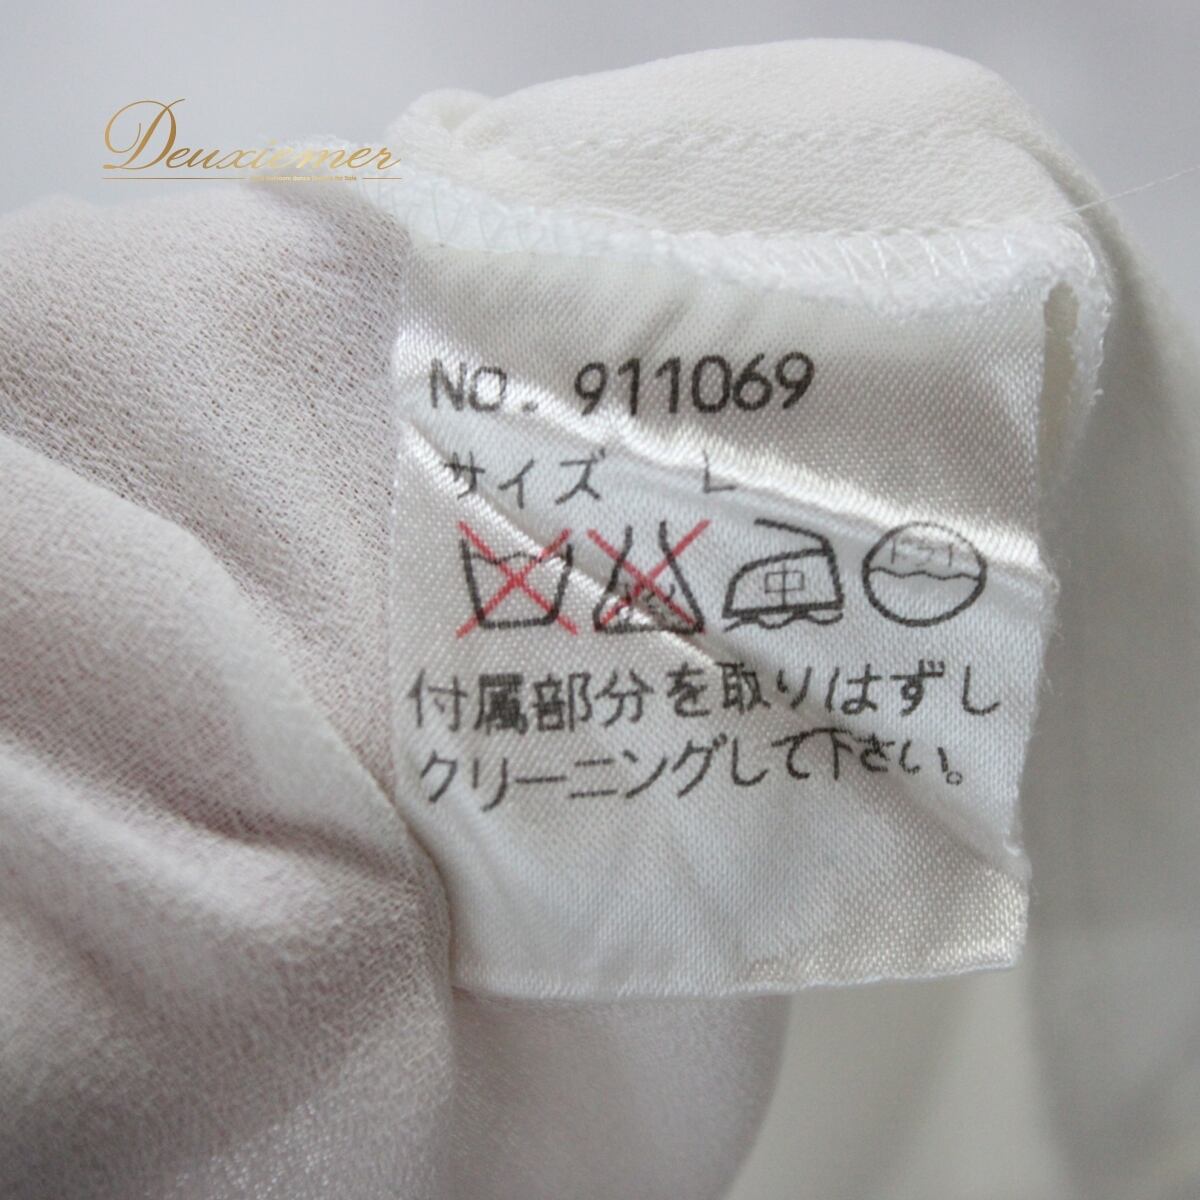 Deuxiemer
NO. 911069
サイズ L
中 ドライ
付属部分を取りはずし
クリーニングして下さい。